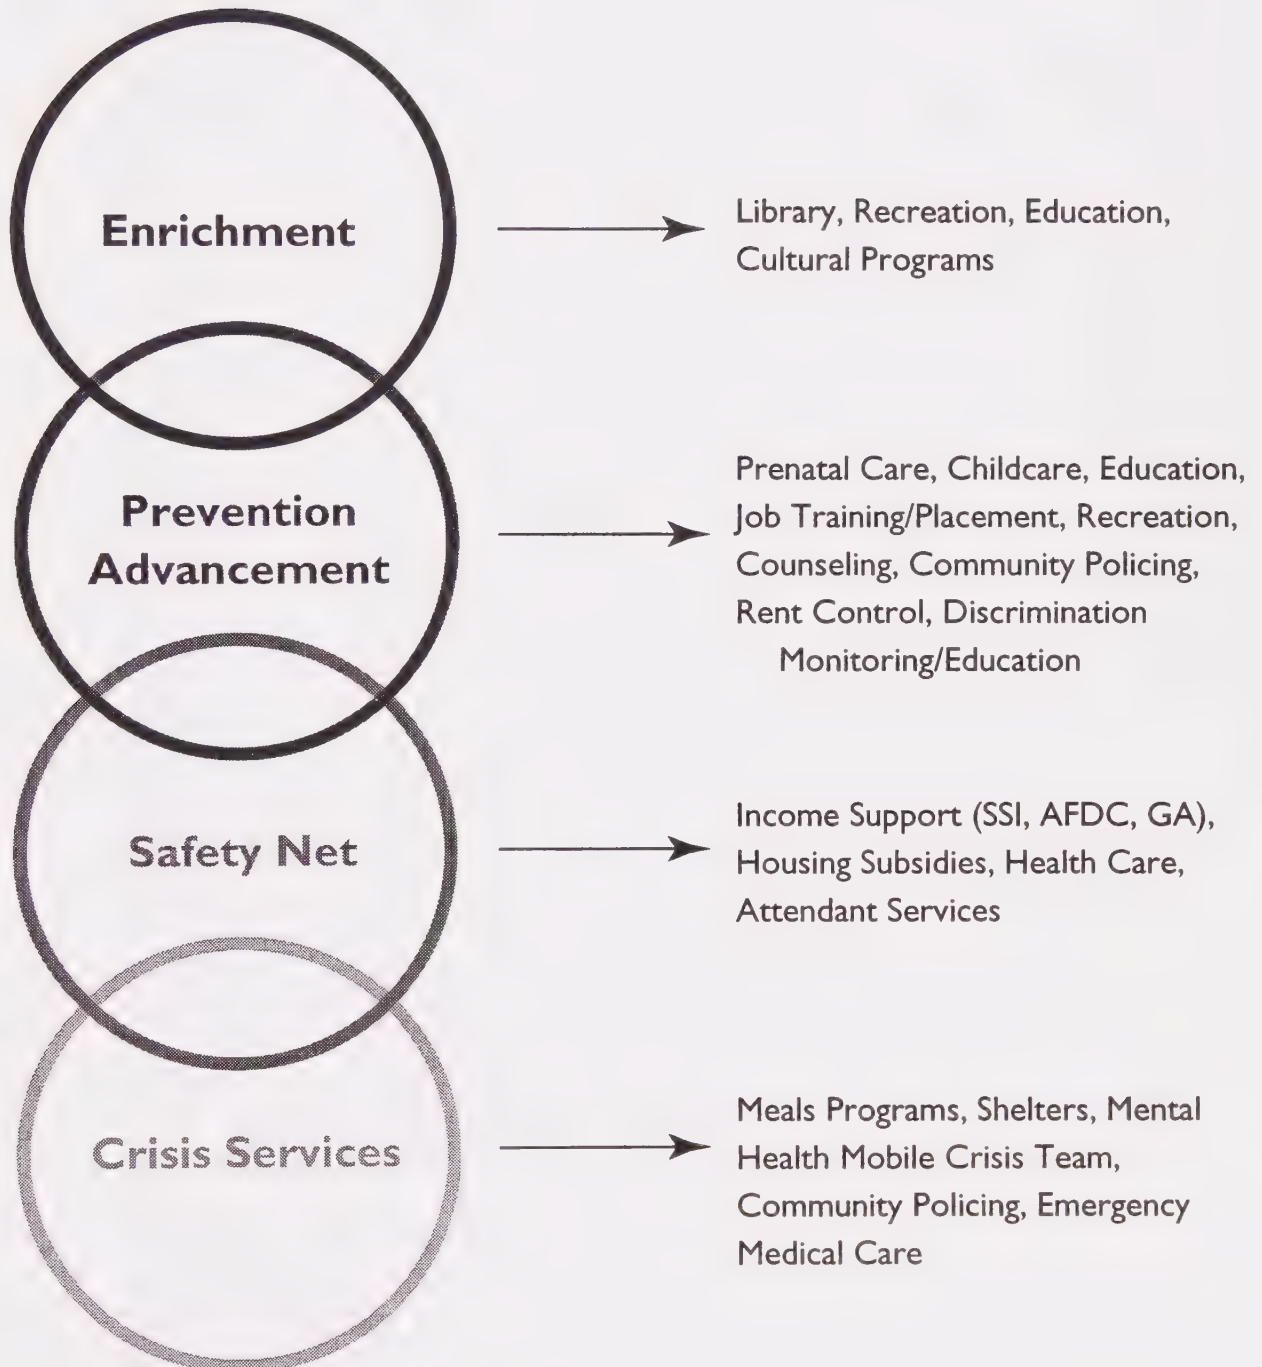 Enrichment
Library, Recreation, Education,
Cultural Programs
Prevention
Advancement
Prenatal Care, Childcare, Education,
Job Training/Placement, Recreation,
Counseling, Community Policing,
Rent Control, Discrimination
Monitoring/Education
Safety Net
Income Support (SSI, AFDC, GA),
Housing Subsidies, Health Care,
Attendant Services
Crisis Services
Meals Programs, Shelters, Mental
Health Mobile Crisis Team,
Community Policing, Emergency
Medical Care